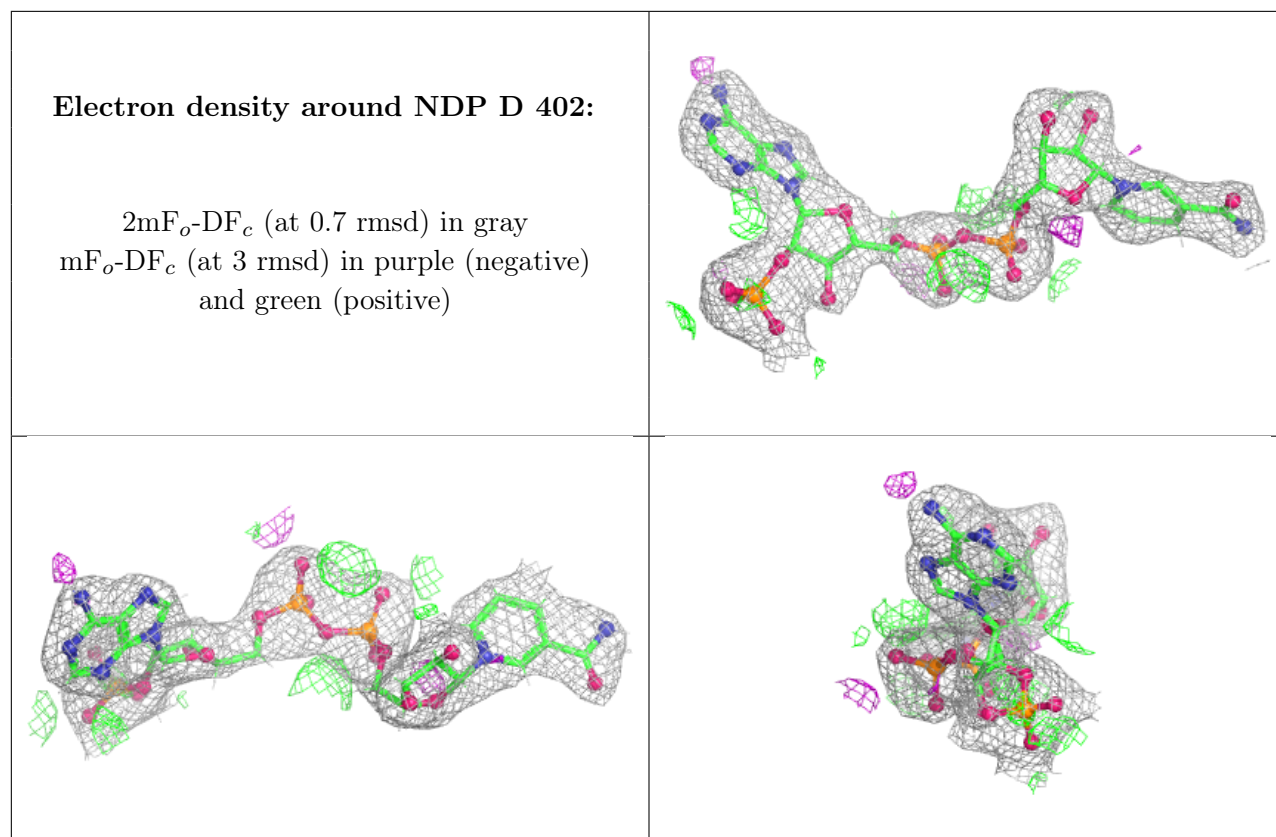 Electron density around NDP D 402:
2mFo-DFc (at 0.7 rmsd) in gray
mFo-DFc (at 3 rmsd) in purple (negative)
and green (positive)